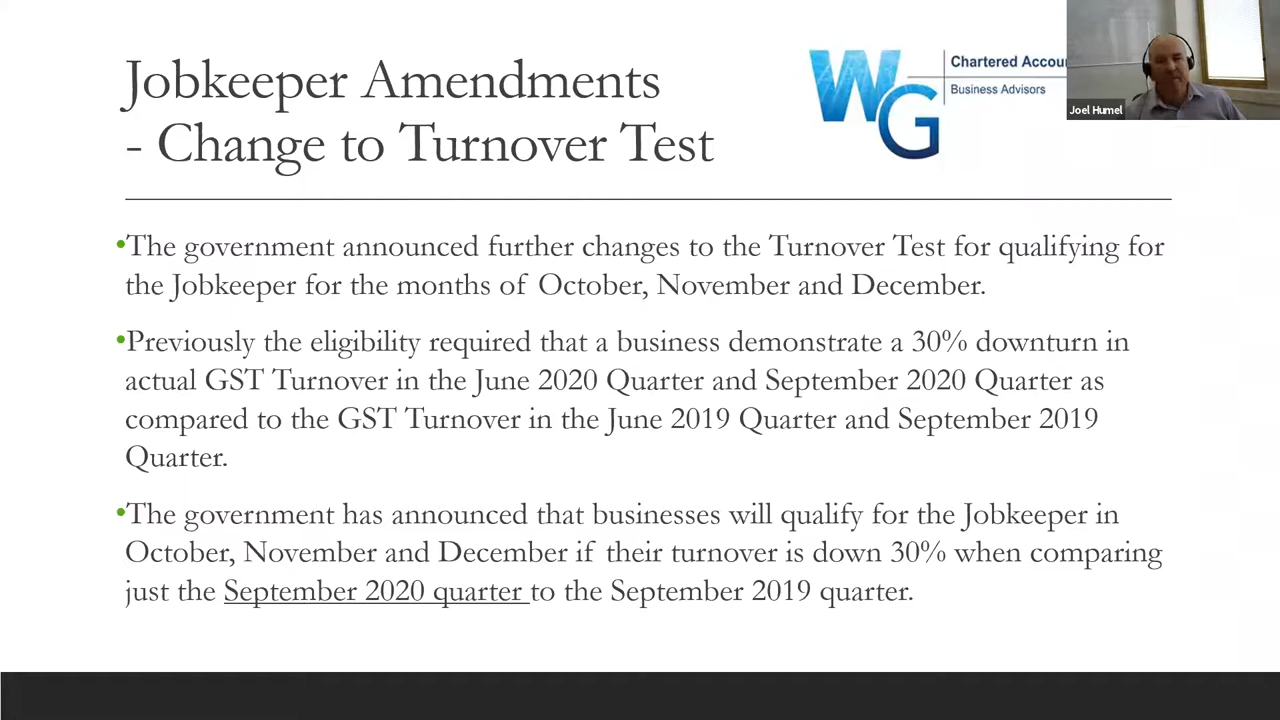 Jobkeeper Amendments
- Change to Turnover Test
WG
Chartered
Business Advisors
Joel Humel
•The government announced further changes to the Turnover Test for qualifying for
the Jobkeeper for the months of October, November and December.
•Previously the eligibility required that a business demonstrate a 30% downturn in
actual GST Turnover in the June 2020 Quarter and September 2020 Quarter as
compared to the GST Turnover in the June 2019 Quarter and September 2019
Quarter.
•The government has announced that businesses will qualify for the Jobkeeper in
October, November and December if their turnover is down 30% when comparing
just the September 2020 quarter to the September 2019 quarter.